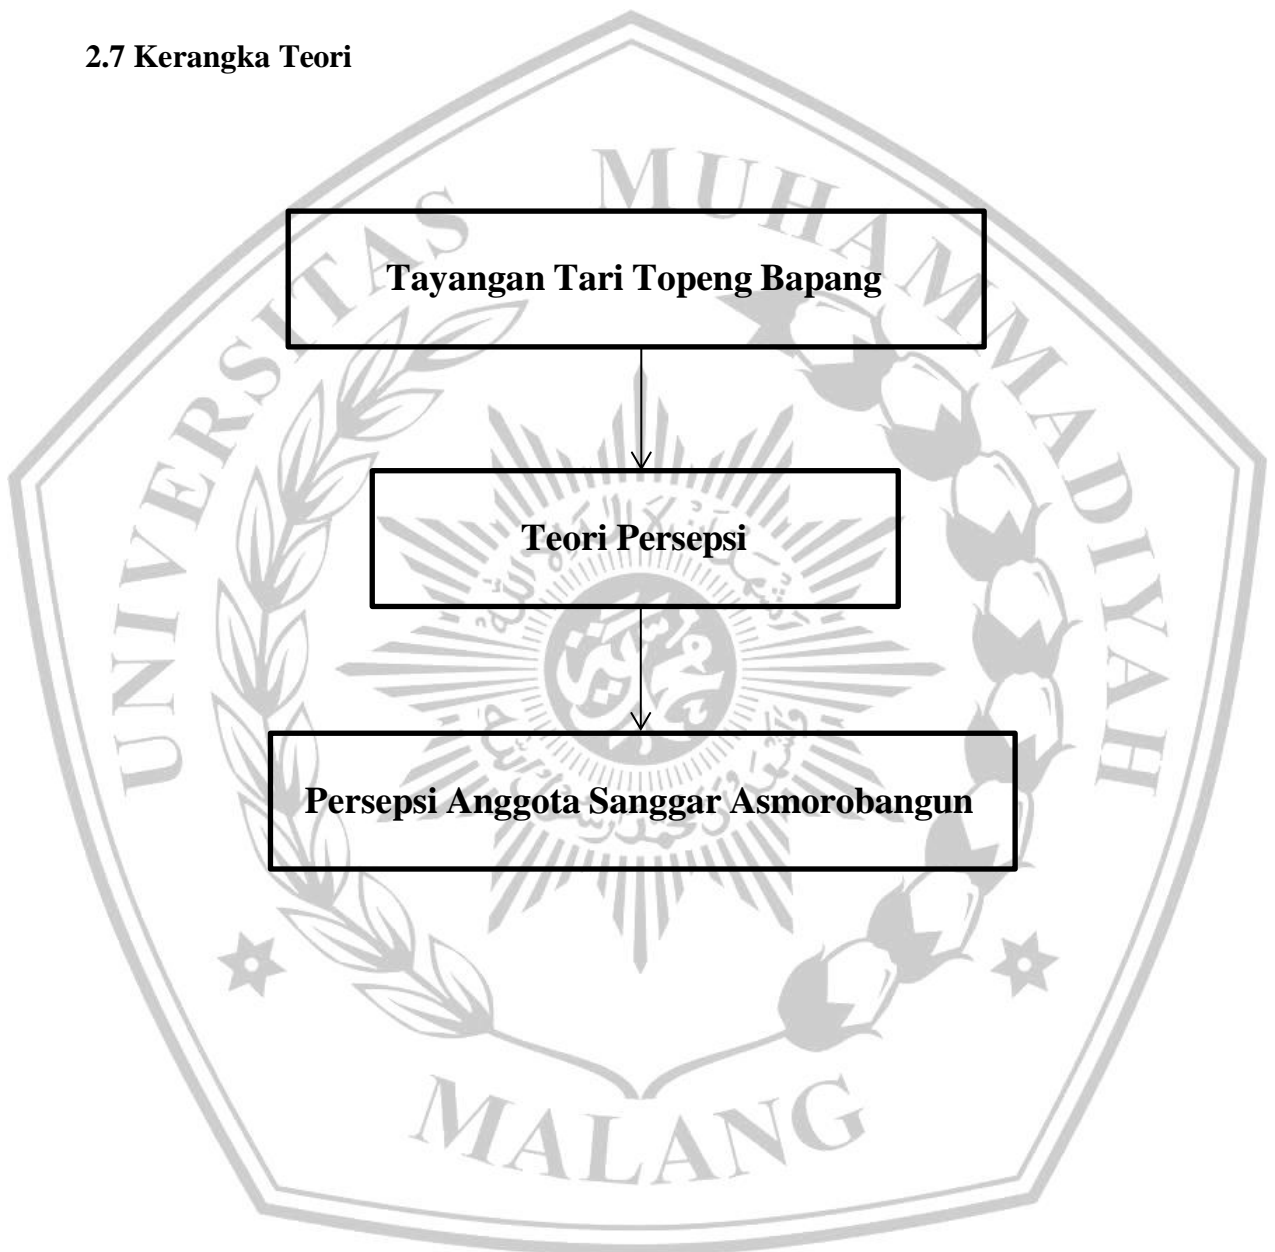 2.7 Kerangka Teori
UNIVERSITAS MUHAMMADIYAH
Tayangan Tari Topeng Bapang
Teori Persepsi
Persepsi Anggota Sanggar Asmorobangun
MALANG